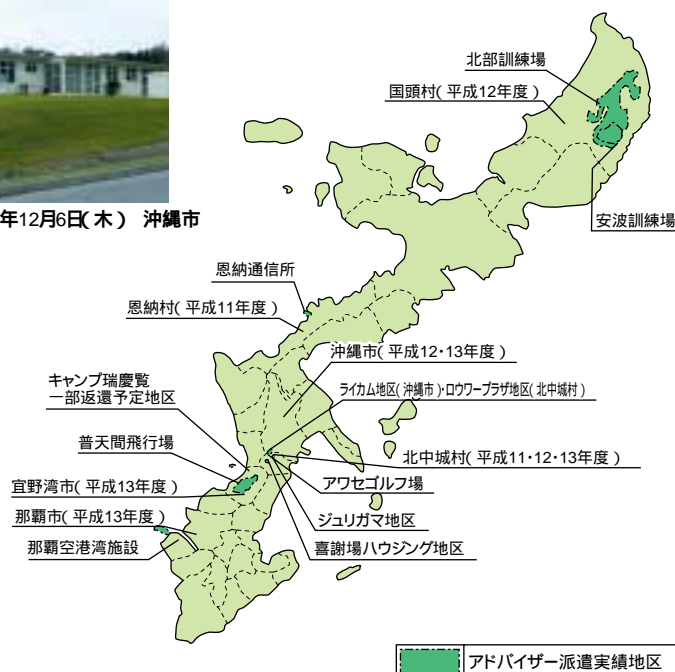 北部訓練場
国頭村(平成12年度)
安波訓練場
年12月6日(木) 沖縄市
恩納通信所
恩納村(平成11年度)
沖縄市(平成12・13年度)
キャンプ瑞慶覧
一部返還予定地区
ライカム地区(沖縄市)・ロウワープラザ地区(北中城村)
普天間飛行場
北中城村(平成11・12・13年度)
宜野湾市(平成13年度)
アワセゴルフ場
那覇市(平成13年度)
ジュリガマ地区
那覇空港湾施設
喜謝場ハウジング地区
アドバイザー派遣実績地区